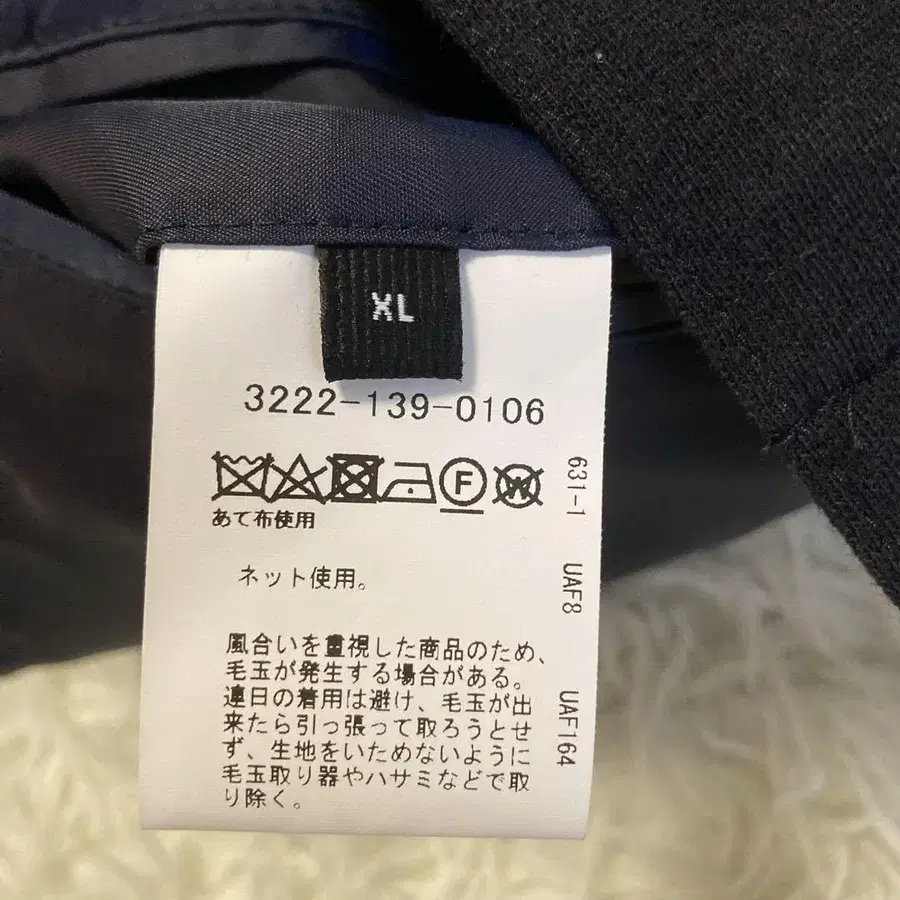 XL
3222-139-0106
F
W
あて布使用
ネット使用。
風合いを重視した商品のため、
毛玉が発生する場合がある。
連日の着用は避け、毛玉が出
来たら引っ張って取ろうとせ
ず、生地をいためないように
毛玉取り器やハサミなどで取
り除く。
631-1 UAF8 UAF164